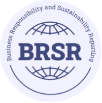 Business Responsibility and Sustainability Reporting
BRSR